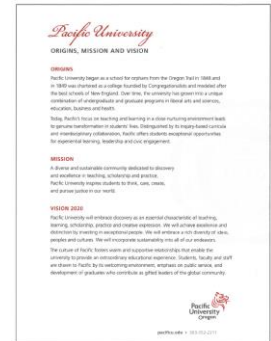 Pacific University
ORIGINS, MISSION AND VISION
ORIGINS
Pacific University began as a school for orphans from the Oregon Trail in 1848 and
in 1849 was chartered as a college founded by Congregationalists and modeled after
the best schools of New England. Over time, the university has grown into a unique
combination of undergraduate and graduate programs in liberal arts and sciences,
education, business and health.
Today, Pacific's focus on teaching and learning in a close nurturing environment leads
to genuine transformation in students' lives. Distinguished by its inquiry-based curricula
and interdisciplinary collaboration, Pacific offers students exceptional opportunities
for experiential learning, leadership and civic engagement.
MISSION
A diverse and sustainable community dedicated to discovery
and excellence in teaching, scholarship and practice,
Pacific University inspires students to think, care, create,
and pursue justice in our world.
VISION 2020
Pacific University will embrace discovery as an essential characteristic of teaching,
learning, scholarship, practice and creative expression. We will achieve excellence and
distinction by investing in exceptional people. We will embrace a rich diversity of ideas,
peoples and cultures. We will incorporate sustainability into all of our endeavors.
The culture of Pacific fosters warm and supportive relationships that enable the
university to provide an extraordinary educational experience. Students, faculty and staff
are drawn to Pacific by its welcoming environment, emphasis on public service, and
development of graduates who contribute as gifted leaders of the global community.
Pacific
University
Oregon
pacificu.edu